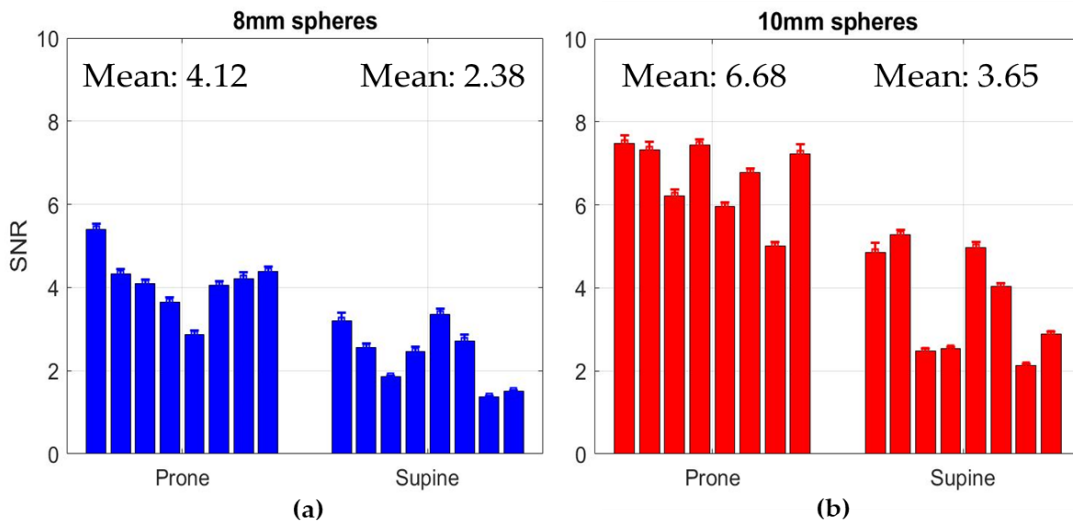 8mm spheres
Mean: 4.12
Mean: 2.38
SNR
10
8
6
4
2
0
Prone
Supine
(a)
10mm spheres
Mean: 6.68
Mean: 3.65
10
8
6
4
2
0
Prone
Supine
(b)